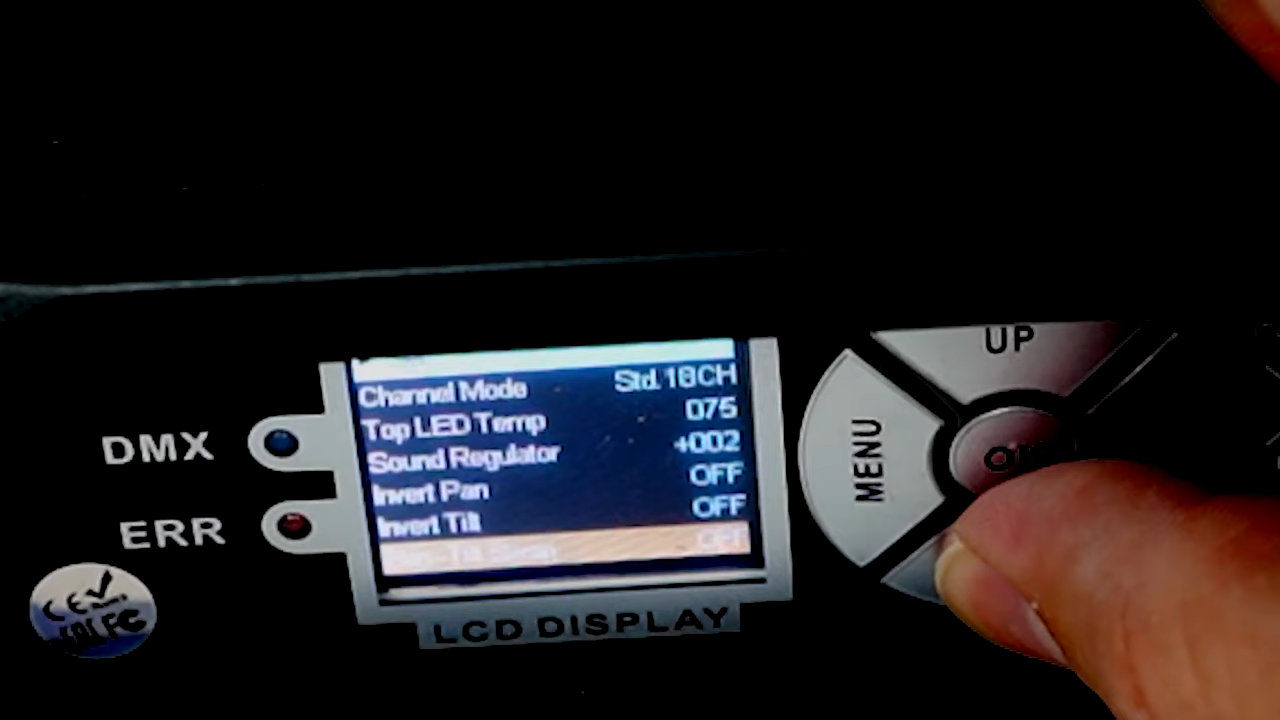 UP
Channel Mode Std. 18CH
Top LED Temp 075
Sound Regulator +002
Invert Pan OFF
Invert Tilt OFF
OFF
MENU
DMX
ERR
LCD DISPLAY